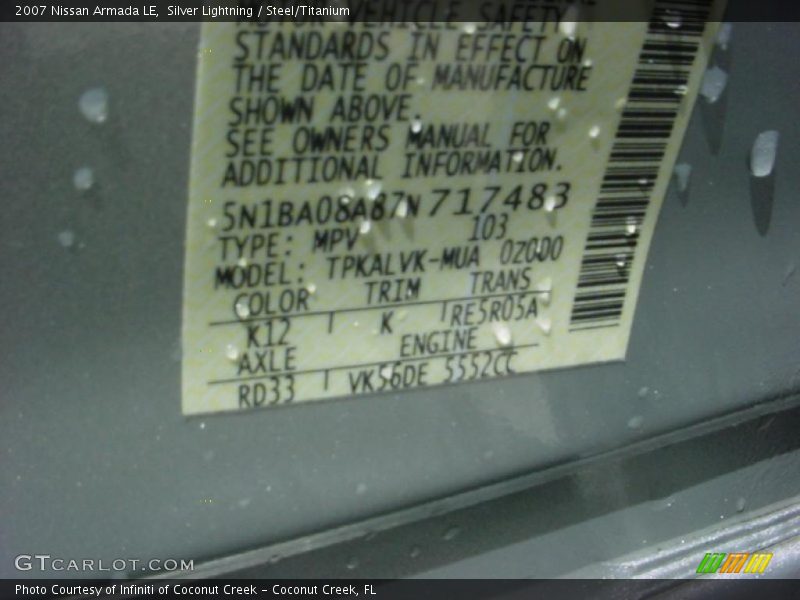 2007 Nissan Armada LE,  Silver Lightning / Steel/Titanium
VEHICLE SAFETY
STANDARDS IN EFFECT ON
THE DATE OF MANUFACTURE
SHOWN ABOVE.
SEE OWNERS MANUAL FOR
ADDITIONAL INFORMATION.
5N1BA08A87N717483
TYPE: MPV 103
MODEL: TPKALVK-MUA 0Z000
COLOR TRIM TRANS
K12 K RE5R05A
AXLE ENGINE
RD33 VK56DE 5552CC
GTCARLOT.COM
Photo Courtesy of Infiniti of Coconut Creek - Coconut Creek, FL